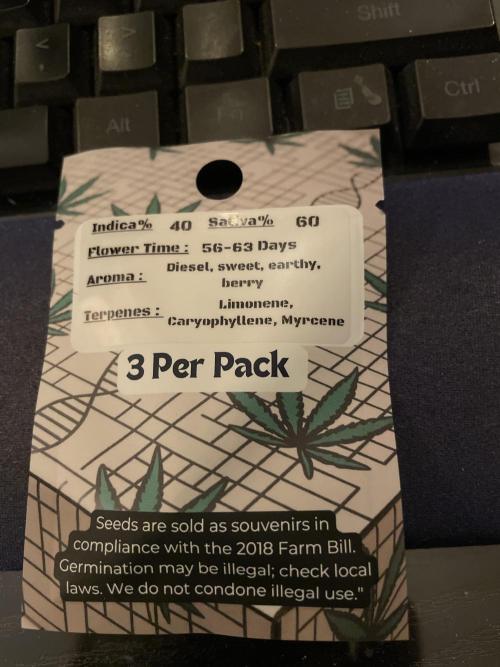 Shift
Ctrl
Alt
Fn
Indica% 40 Sativa% 60
Flower Time : 56-63 Days
Aroma : Diesel, sweet, earthy,
berry
Terpenes : Limonene,
Caryophyllene, Myrcene
3 Per Pack
Seeds are sold as souvenirs in
compliance with the 2018 Farm Bill.
Germination may be illegal; check local
laws. We do not condone illegal use."